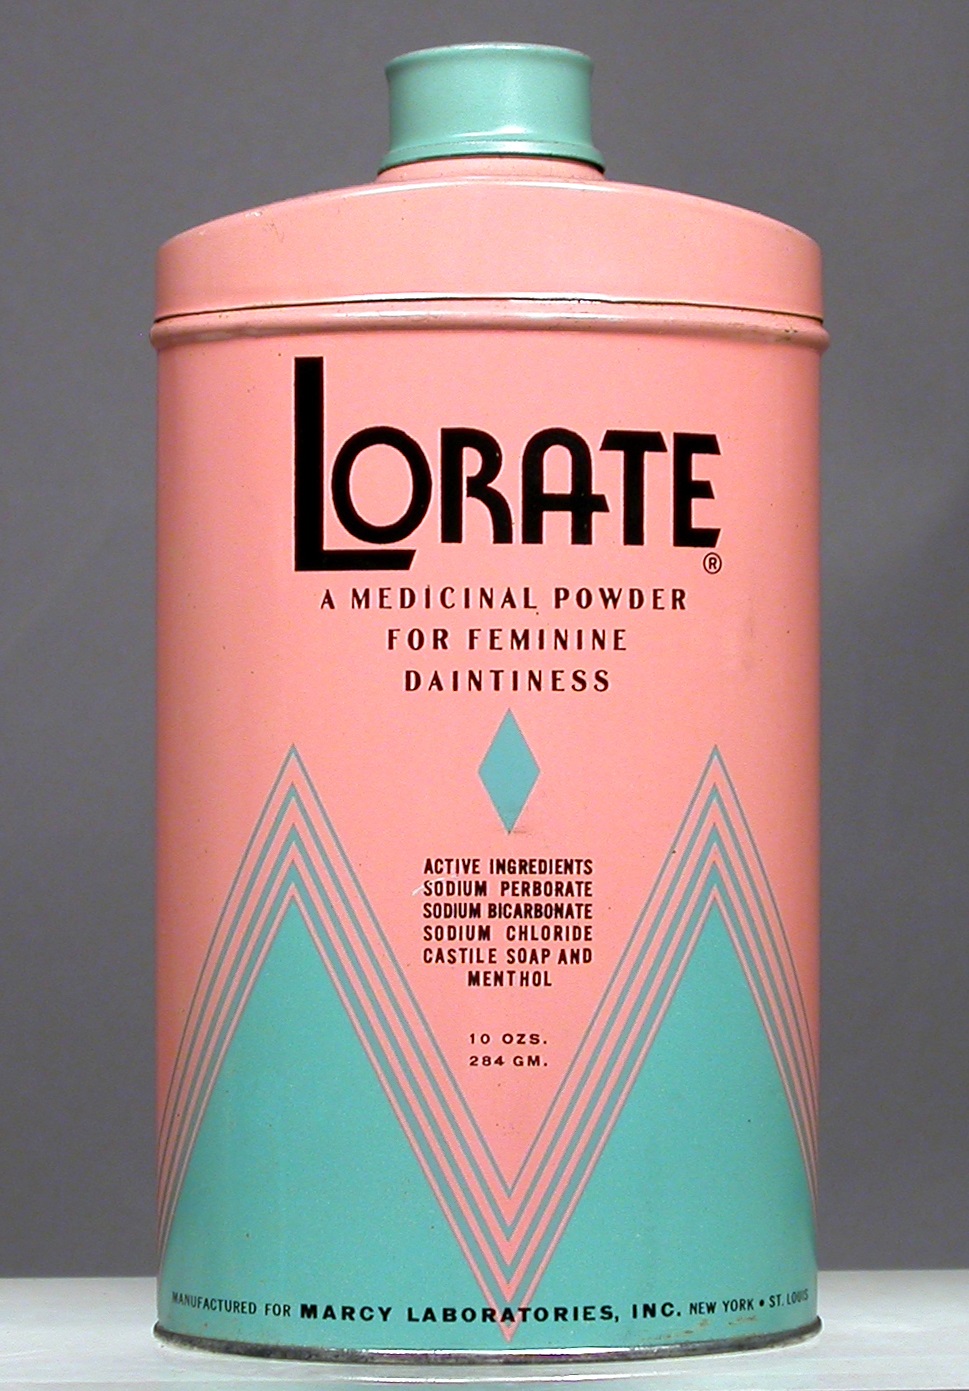 LORATE®
A MEDICINAL POWDER
FOR FEMININE
DAINTINESS
ACTIVE INGREDIENTS
SODIUM PERBORATE
SODIUM BICARBONATE
SODIUM CHLORIDE
CASTILE SOAP AND
MENTHOL
10 OZS.
284 GM.
MANUFACTURED FOR MARCY LABORATORIES, INC. NEW YORK • ST. LOUIS